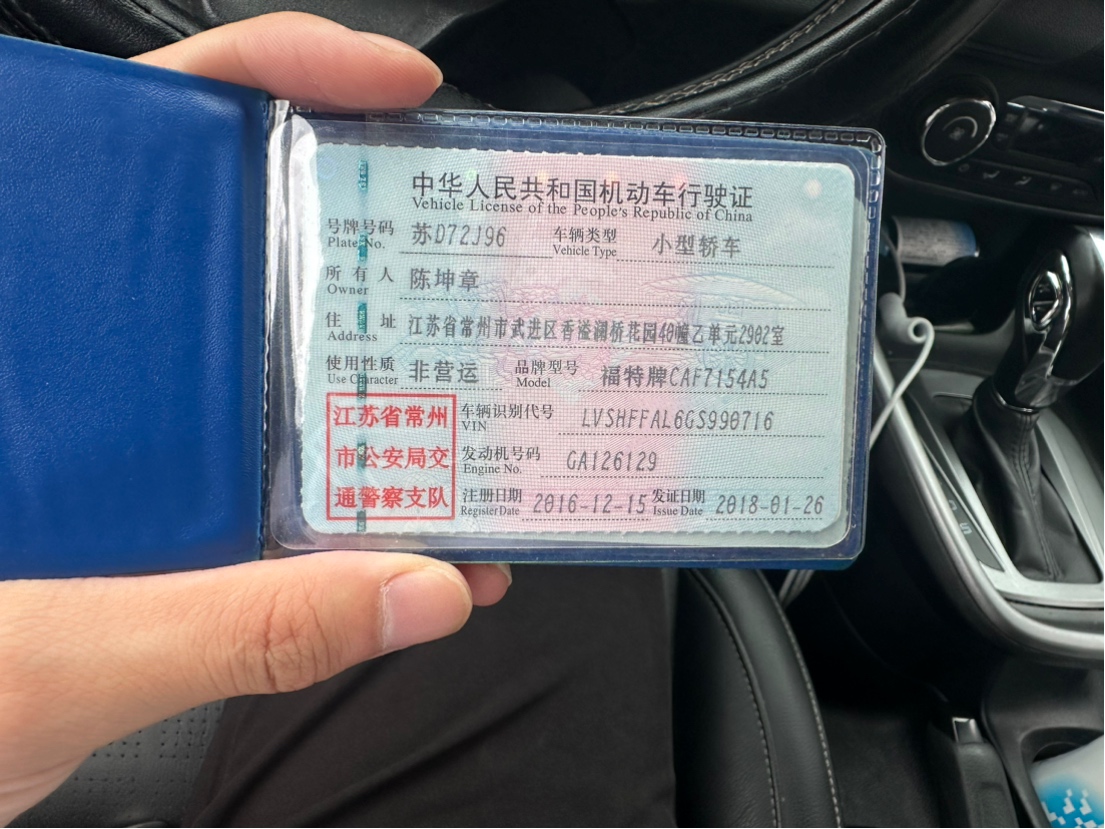 中华人民共和国机动车行驶证
Vehicle License of the People's Republic of China
号牌号码 苏D72J96 车辆类型 小型轿车
Plate No. Vehicle Type
所有人 陈坤章
Owner
住址 江苏省常州市武进区香溢澜桥花园40幢乙单元2902室
Address
使用性质 非营运 品牌型号 福特牌CAF7154A5
Use Character Model
江苏省常州
市公安局交
通警察支队
车辆识别代号 LVSHFFAL6GS990716
VIN
发动机号码 GA126129
Engine No.
注册日期 2016-12-15 发证日期 2018-01-26
Register Date Issue Date